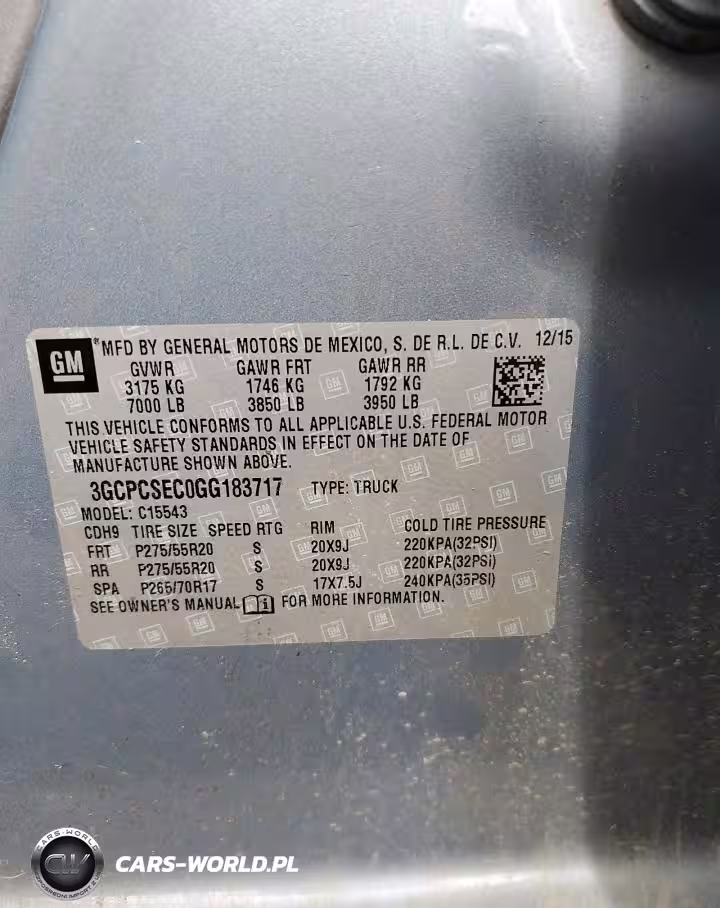 GM
®MFD BY GENERAL MOTORS DE MEXICO, S. DE R.L. DE C.V. 12/15
GVWR GAWR FRT GAWR RR
3175 KG 1746 KG 1792 KG
7000 LB 3850 LB 3950 LB
THIS VEHICLE CONFORMS TO ALL APPLICABLE U.S. FEDERAL MOTOR
VEHICLE SAFETY STANDARDS IN EFFECT ON THE DATE OF
MANUFACTURE SHOWN ABOVE.
3GCPCSEC0GG183717 TYPE: TRUCK
MODEL: C15543
CDH9 TIRE SIZE SPEED RTG RIM COLD TIRE PRESSURE
FRT P275/55R20 S 20X9J 220KPA(32PSI)
RR P275/55R20 S 20X9J 220KPA(32PSI)
SPA P265/70R17 S 17X7.5J 240KPA(35PSI)
SEE OWNER'S MANUAL FOR MORE INFORMATION.
CARS-WORLD
CW
CARS-WORLD.PL